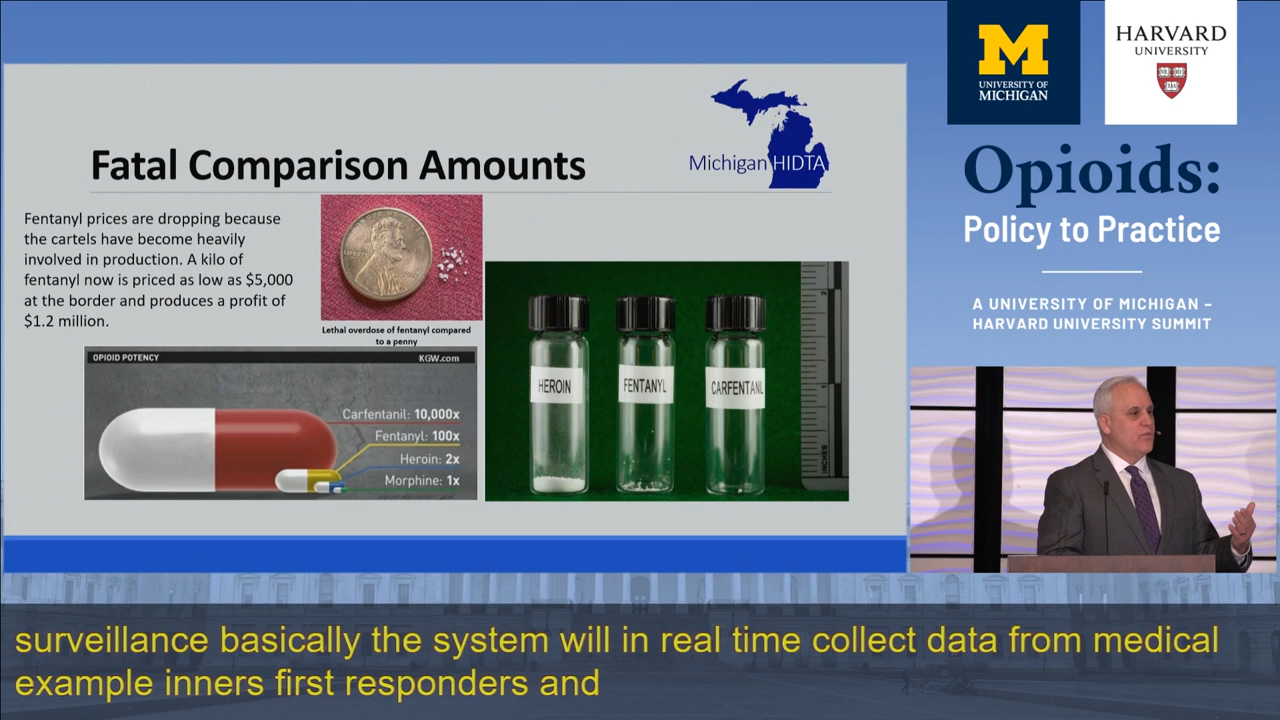 Fatal Comparison Amounts
Michigan HIDTA
Fentanyl prices are dropping because
the cartels have become heavily
involved in production. A kilo of
fentanyl now is priced as low as $5,000
at the border and produces a profit of
$1.2 million.
Lethal overdose of fentanyl compared
to a penny
OPIOID POTENCY
KGW.com
Carfentanil: 10,000x
Fentanyl: 100x
Heroin: 2x
Morphine: 1x
HEROIN
FENTANYL
CARFENTANIL
INCHES
M
UNIVERSITY OF
MICHIGAN
HARVARD
UNIVERSITY
Opioids:
Policy to Practice
A UNIVERSITY OF MICHIGAN –
HARVARD UNIVERSITY SUMMIT
surveillance basically the system will in real time collect data from medical
example inners first responders and